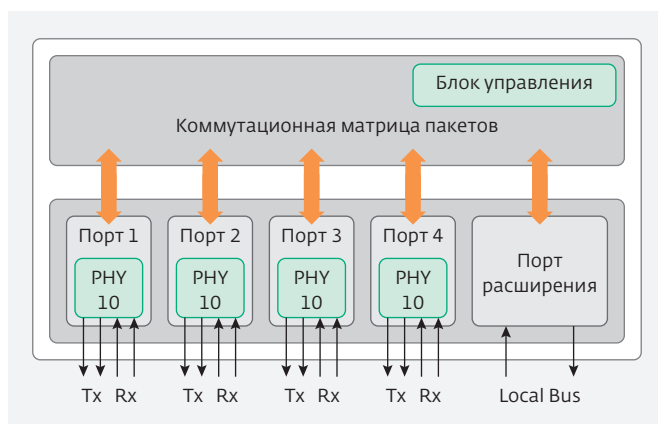 Блок управления
Коммутационная матрица пакетов
Порт 1 Порт 2 Порт 3 Порт 4
Порт
расширения
PHY
10
PHY
10
PHY
10
PHY
10
Tx Rx Tx Rx Tx Rx Tx Rx Local Bus